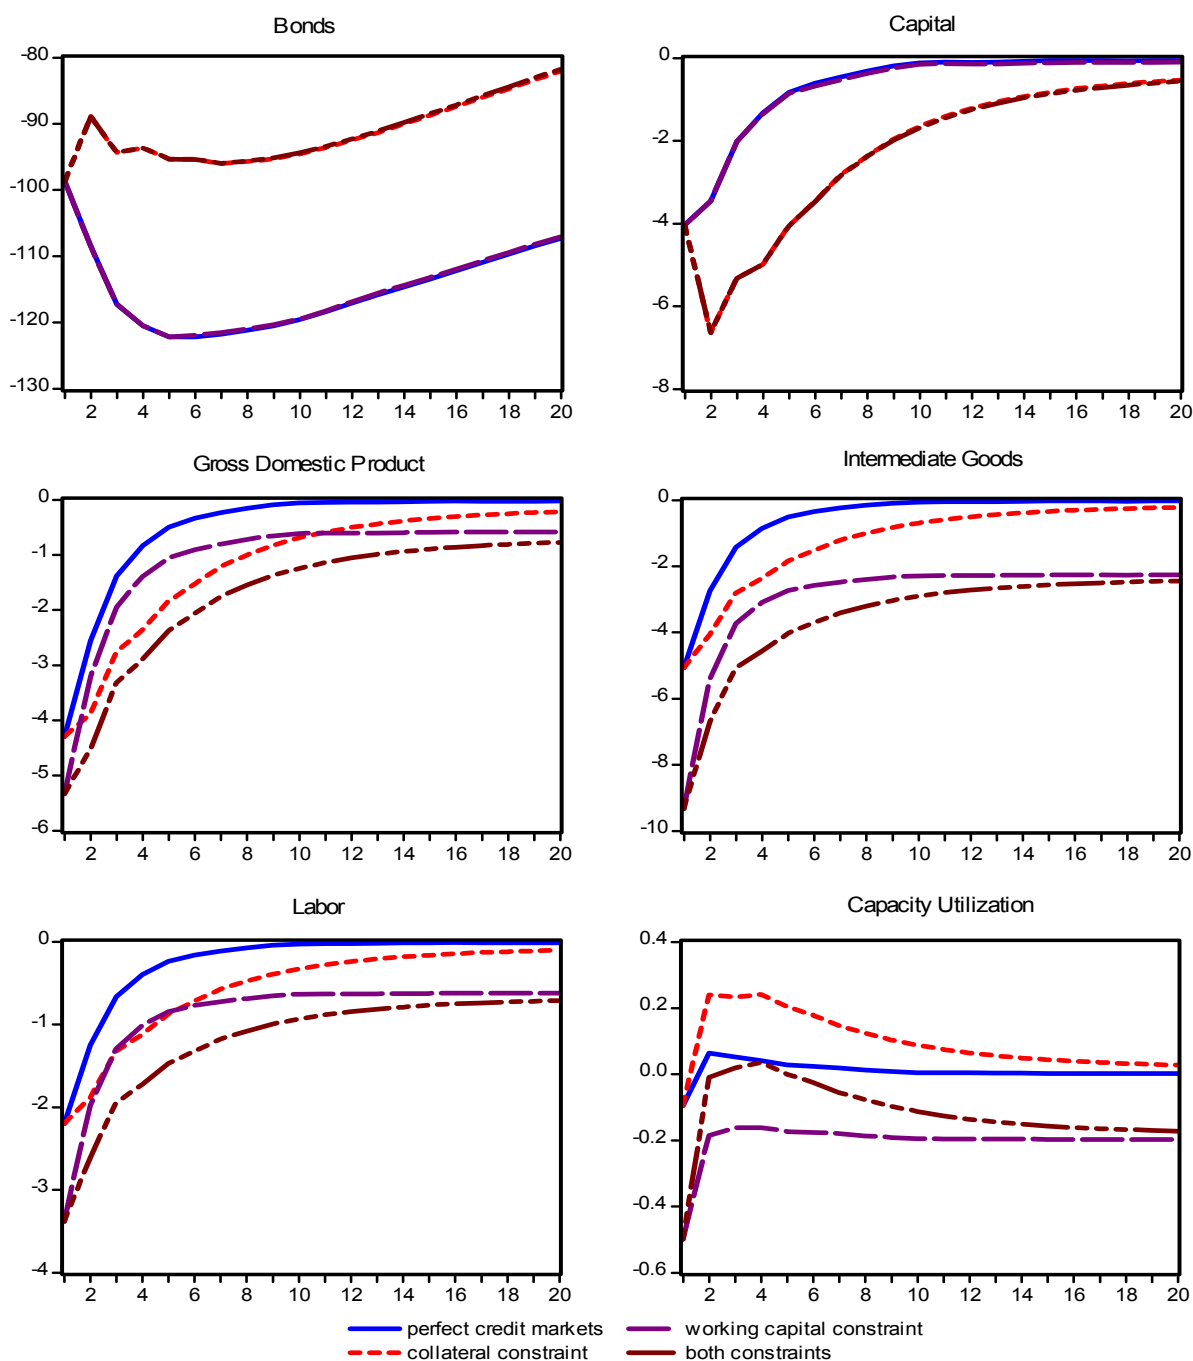 Bonds
-80
-90
-100
-110
-120
-130
2 4 6 8 10 12 14 16 18 20
Capital
0
-2
-4
-6
-8
2 4 6 8 10 12 14 16 18 20
Gross Domestic Product
0
-1
-2
-3
-4
-5
-6
2 4 6 8 10 12 14 16 18 20
Intermediate Goods
0
-2
-4
-6
-8
-10
2 4 6 8 10 12 14 16 18 20
Labor
0
-1
-2
-3
-4
2 4 6 8 10 12 14 16 18 20
Capacity Utilization
0.4
0.2
0.0
-0.2
-0.4
-0.6
2 4 6 8 10 12 14 16 18 20
perfect credit markets working capital constraint
collateral constraint both constraints